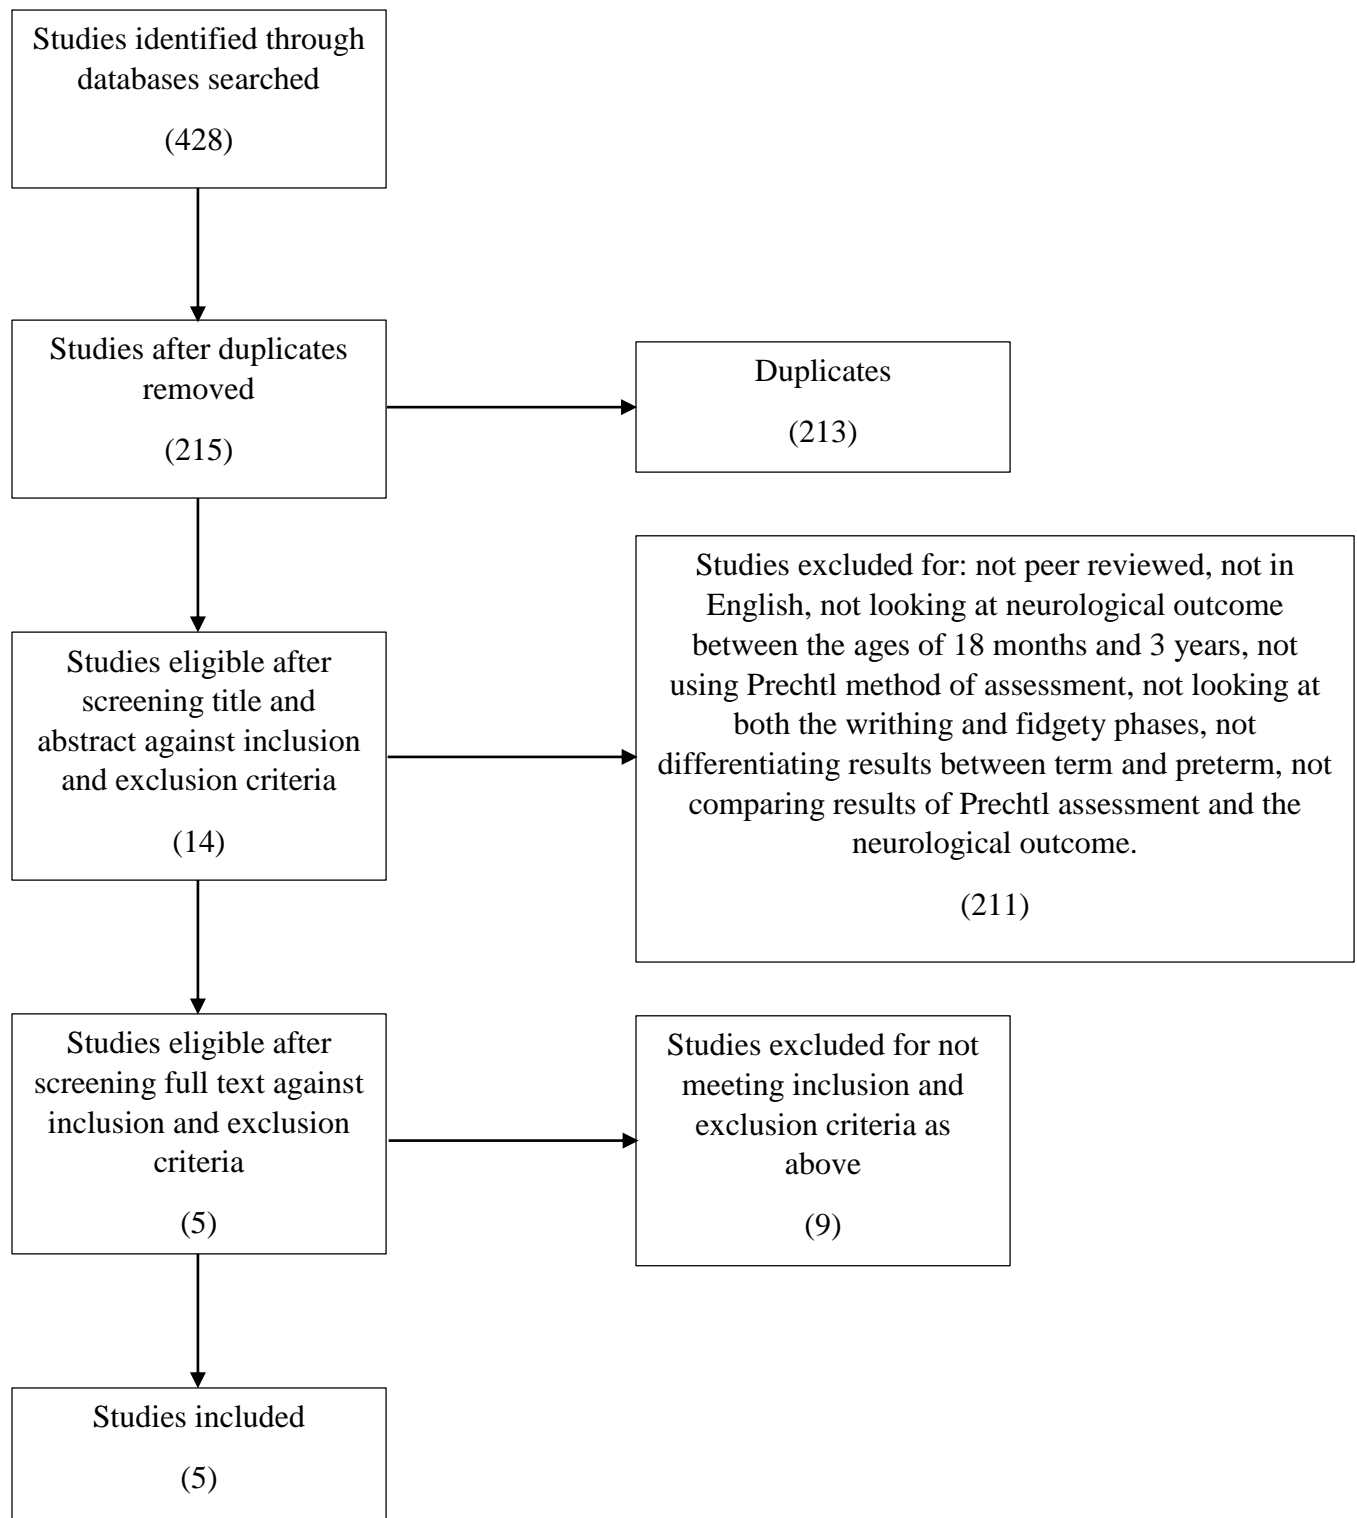 Studies identified through
databases searched
(428)
Studies after duplicates
removed
(215)
Duplicates
(213)
Studies excluded for: not peer reviewed, not in
English, not looking at neurological outcome
between the ages of 18 months and 3 years, not
using Prechtl method of assessment, not looking at
both the writhing and fidgety phases, not
differentiating results between term and preterm, not
comparing results of Prechtl assessment and the
neurological outcome.
(211)
Studies eligible after
screening title and
abstract against inclusion
and exclusion criteria
(14)
Studies eligible after
screening full text against
inclusion and exclusion
criteria
(5)
Studies excluded for not
meeting inclusion and
exclusion criteria as
above
(9)
Studies included
(5)